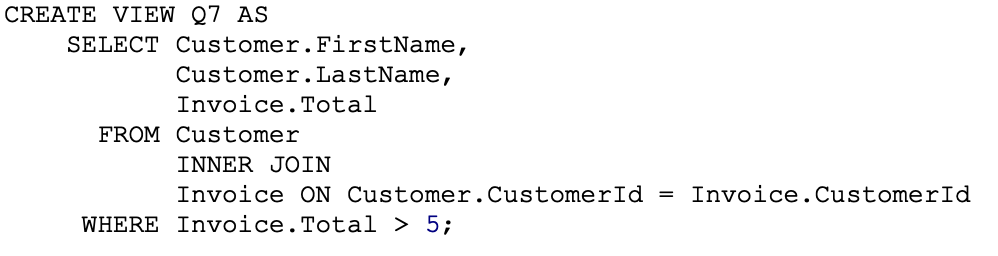 CREATE VIEW Q7 AS
    SELECT Customer.FirstName,
           Customer.LastName,
           Invoice.Total
      FROM Customer
           INNER JOIN
           Invoice ON Customer.CustomerId = Invoice.CustomerId
     WHERE Invoice.Total > 5;